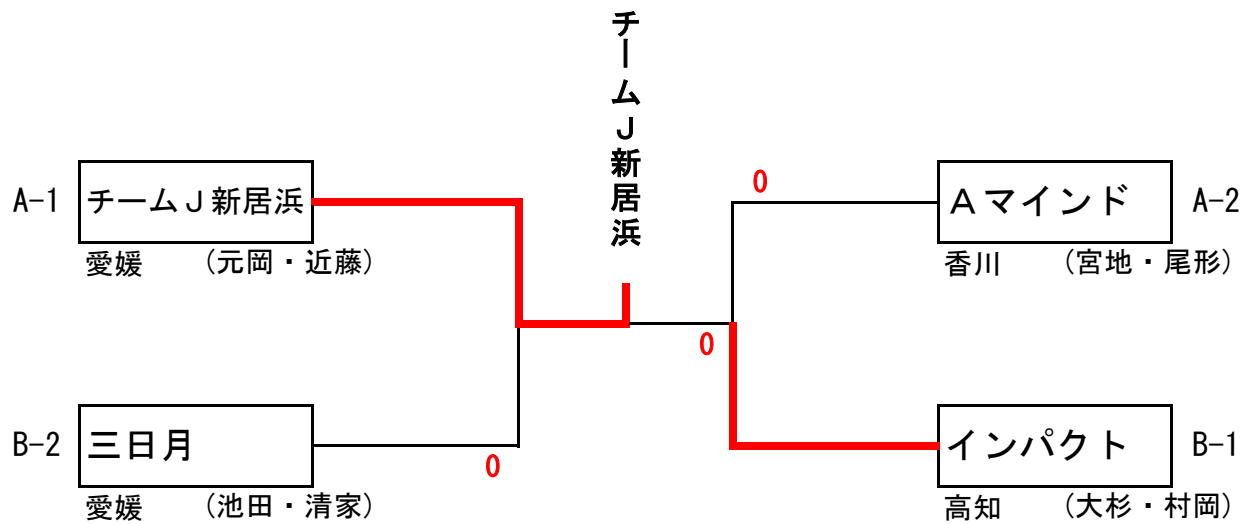 チームJ新居浜
A-1
チームJ新居浜
愛媛 (元岡・近藤)
0
Aマインド
A-2
香川 (宮地・尾形)
0
B-2
三日月
愛媛 (池田・清家)
0
インパクト
B-1
高知 (大杉・村岡)